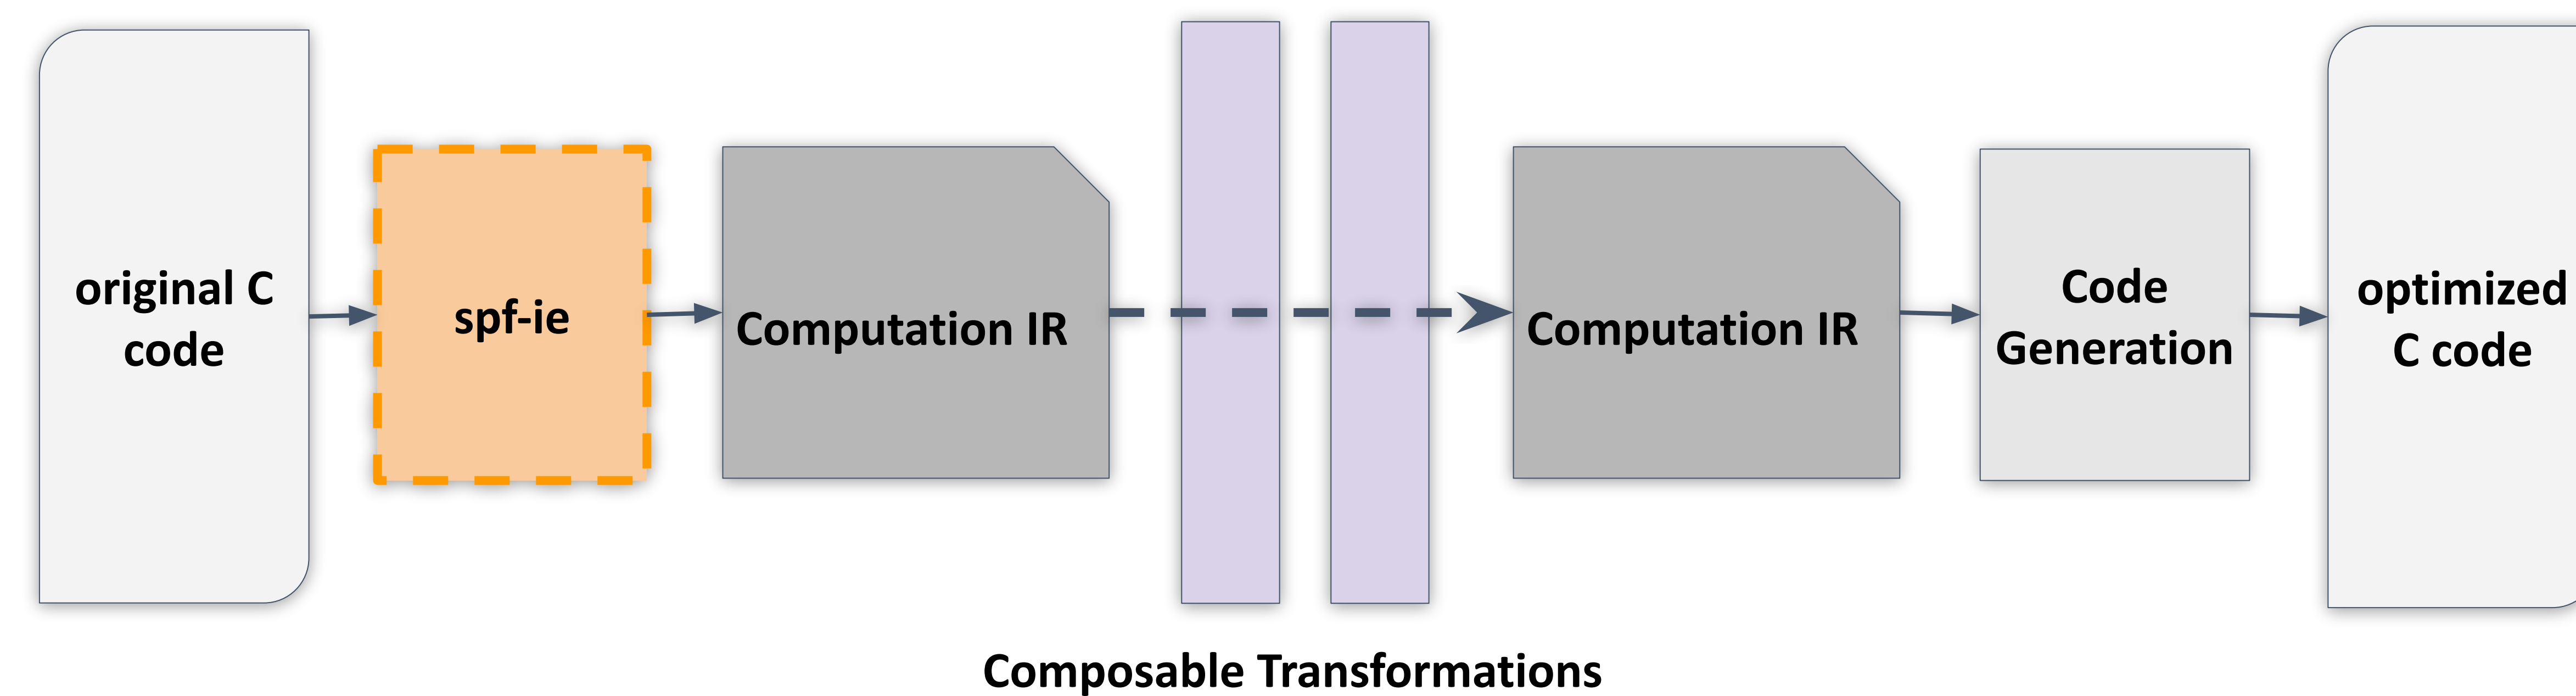 original C
code
spf-ie
Computation IR
Computation IR
Code
Generation
optimized
C code
Composable Transformations